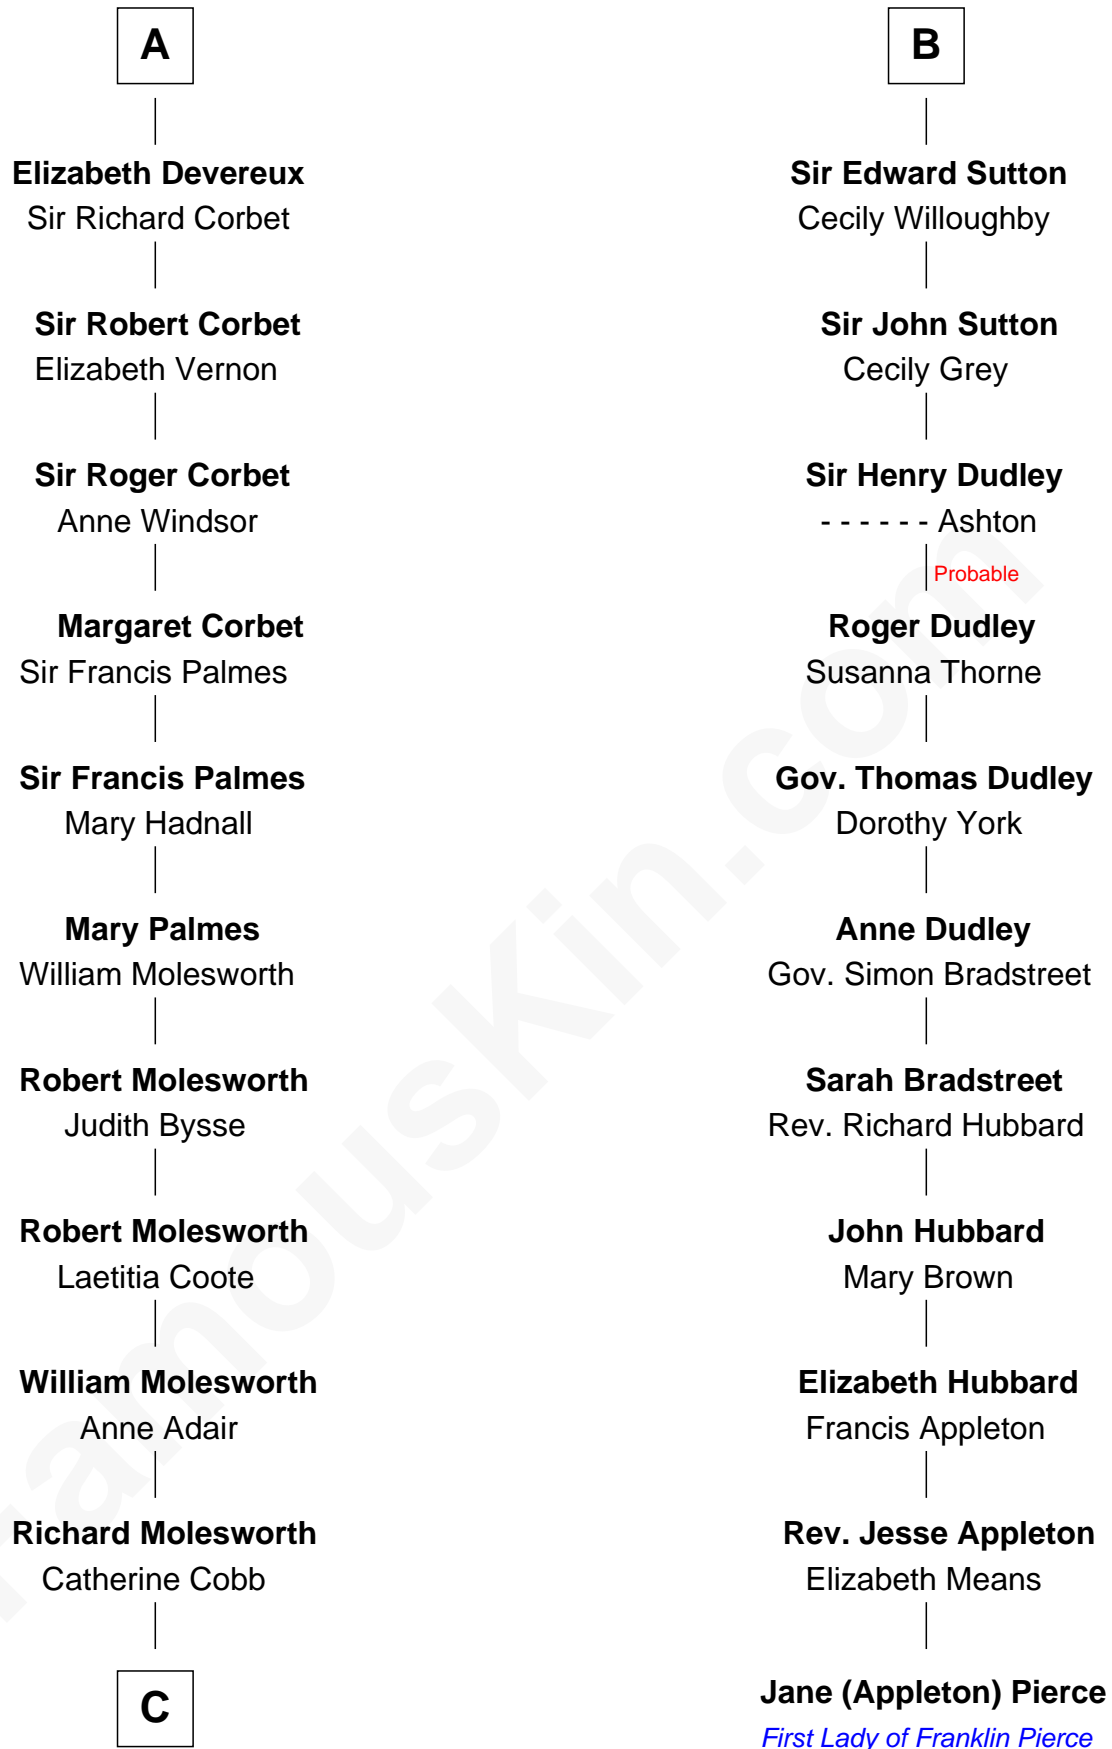 A
Elizabeth Devereux
Sir Richard Corbet
Sir Robert Corbet
Elizabeth Vernon
Sir Roger Corbet
Anne Windsor
Margaret Corbet
Sir Francis Palmes
Sir Francis Palmes
Mary Hadnall
Mary Palmes
William Molesworth
Robert Molesworth
Judith Bysse
Robert Molesworth
Laetitia Coote
William Molesworth
Anne Adair
Richard Molesworth
Catherine Cobb
C
B
Sir Edward Sutton
Cecily Willoughby
Sir John Sutton
Cecily Grey
Sir Henry Dudley
- - - - - - Ashton
Probable
Roger Dudley
Susanna Thorne
Gov. Thomas Dudley
Dorothy York
Anne Dudley
Gov. Simon Bradstreet
Sarah Bradstreet
Rev. Richard Hubbard
John Hubbard
Mary Brown
Elizabeth Hubbard
Francis Appleton
Rev. Jesse Appleton
Elizabeth Means
Jane (Appleton) Pierce
First Lady of Franklin Pierce
FamousKin.com